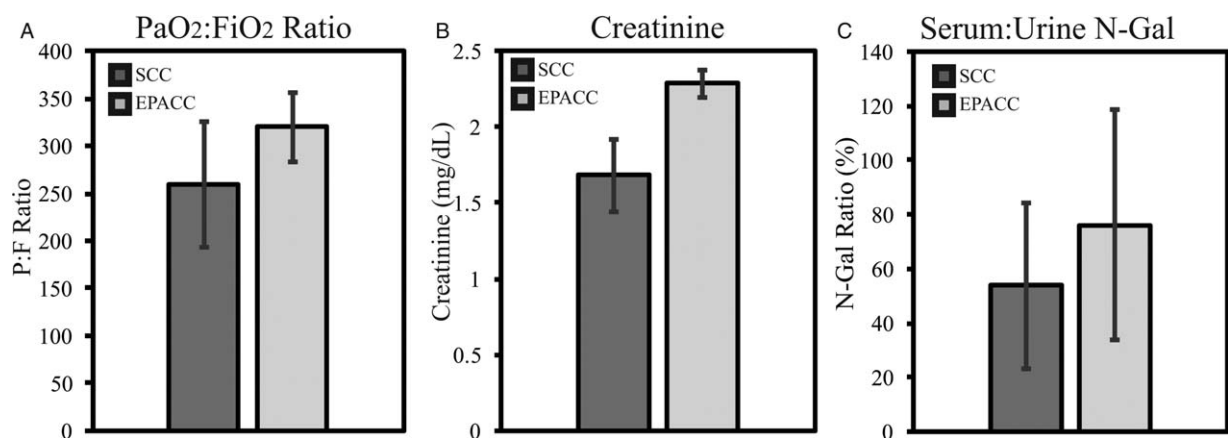 A
PaO2:FiO2 Ratio
SCC
EPACC
P:F Ratio
400
350
300
250
200
150
100
50
0
B
Creatinine
SCC
EPACC
Creatinine (mg/dL)
2.5
2
1.5
1
0.5
0
C
Serum:Urine N-Gal
SCC
EPACC
N-Gal Ratio (%)
140
120
100
80
60
40
20
0